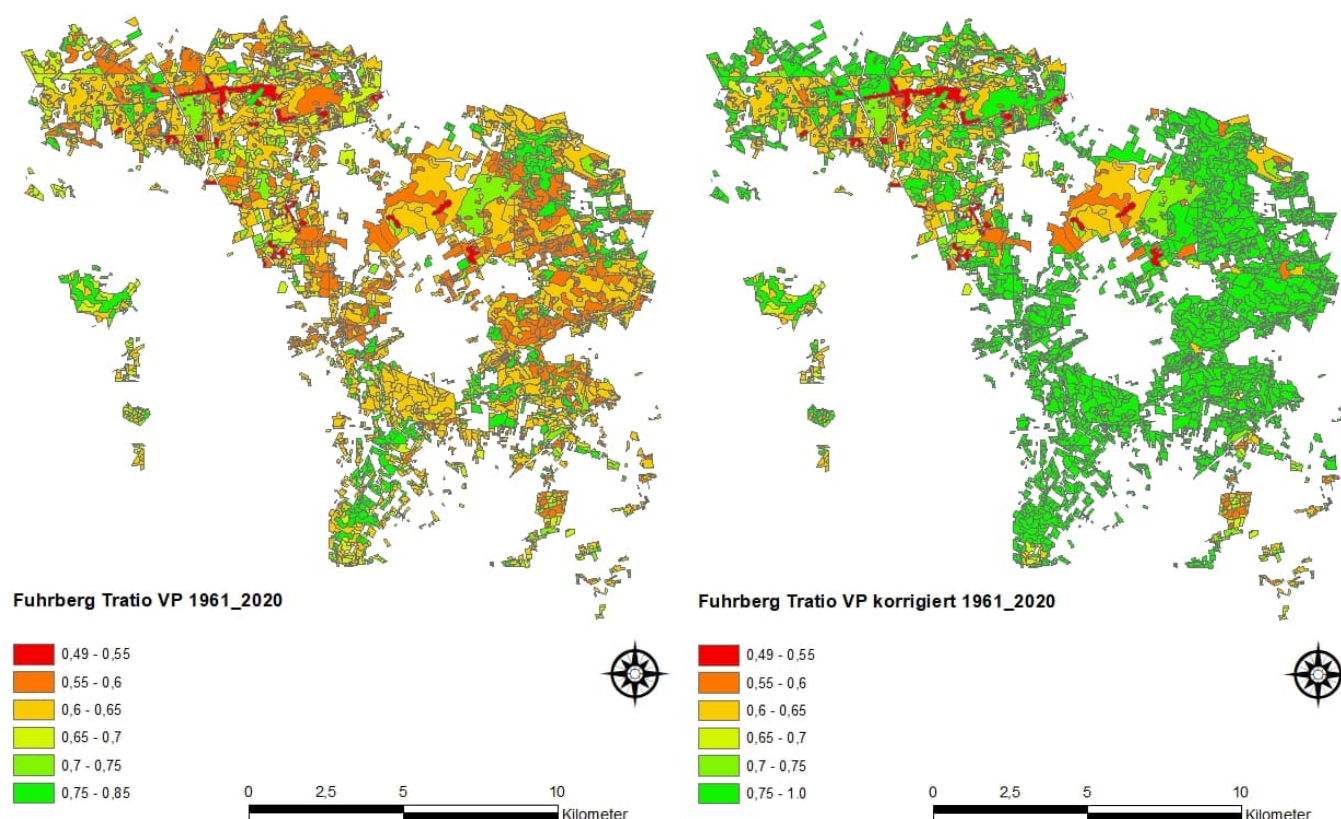 Fuhrberg Tratio VP 1961_2020
0,49 - 0,55
0,55 - 0,6
0,6 - 0,65
0,65 - 0,7
0,7 - 0,75
0,75 - 0,85
0 2,5 5 10
Kilometer
Fuhrberg Tratio VP korrigiert 1961_2020
0,49 - 0,55
0,55 - 0,6
0,6 - 0,65
0,65 - 0,7
0,7 - 0,75
0,75 - 1.0
0 2,5 5 10
Kilometer